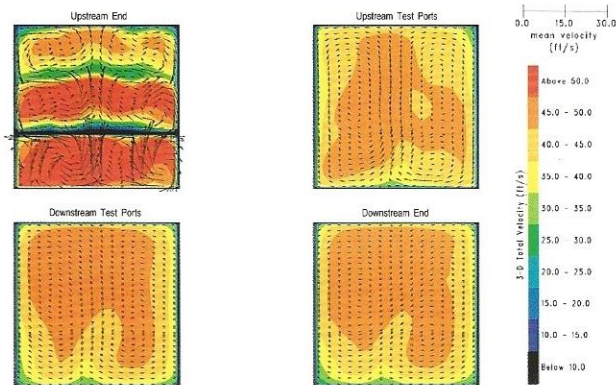 Upstream End
Upstream Test Ports
0.0 15.0 30.0
mean velocity
(ft/s)
Downstream Test Ports
Downstream End
3-D Total Velocity (ft/s)
Above 50.0
45.0 - 50.0
40.0 - 45.0
35.0 - 40.0
30.0 - 35.0
25.0 - 30.0
20.0 - 25.0
15.0 - 20.0
10.0 - 15.0
Below 10.0